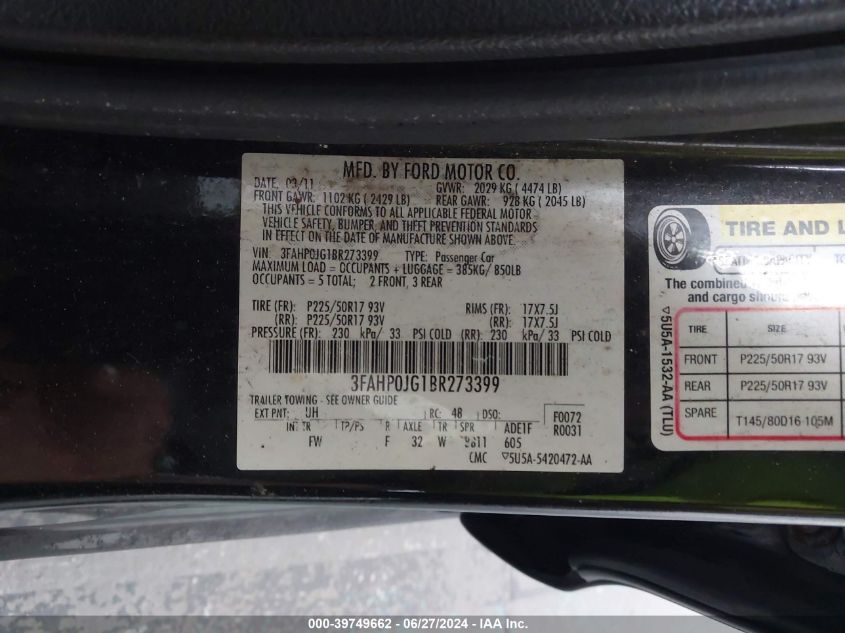 MFD. BY FORD MOTOR CO.
DATE: 03/11 GVWR: 2029 KG ( 4474 LB)
FRONT GAWR: 1102 KG ( 2429 LB) REAR GAWR: 928 KG ( 2045 LB)
THIS VEHICLE CONFORMS TO ALL APPLICABLE FEDERAL MOTOR
VEHICLE SAFETY, BUMPER, AND THEFT PREVENTION STANDARDS
IN EFFECT ON THE DATE OF MANUFACTURE SHOWN ABOVE.
VIN: 3FAHP0JG1BR273399 TYPE: Passenger Car
MAXIMUM LOAD = OCCUPANTS + LUGGAGE = 385KG/ 850LB
OCCUPANTS = 5 TOTAL; 2 FRONT, 3 REAR
TIRE (FR): P225/50R17 93V RIMS (FR): 17X7.5J
(RR): P225/50R17 93V (RR): 17X7.5J
PRESSURE (FR): 230 kPa/ 33 PSI COLD (RR): 230 kPa/ 33 PSI COLD
3FAHP0JG1BR273399
TRAILER TOWING - SEE OWNER GUIDE
EXT PNT: UH RC: 48 DSO: F0072
INT TR TP/PS R AXLE TR SPR ADE1F R0031
FW F 32 W 605
CMC ▽5U5A-5420472-AA
TIRE AND L
CAPACITY
The combined
and cargo
▽5U5A-1532-AA (TLU)
TIRE SIZE
FRONT P225/50R17 93V
REAR P225/50R17 93V
SPARE T145/80D16 105M
000-39749662 - 06/27/2024 - IAA Inc.